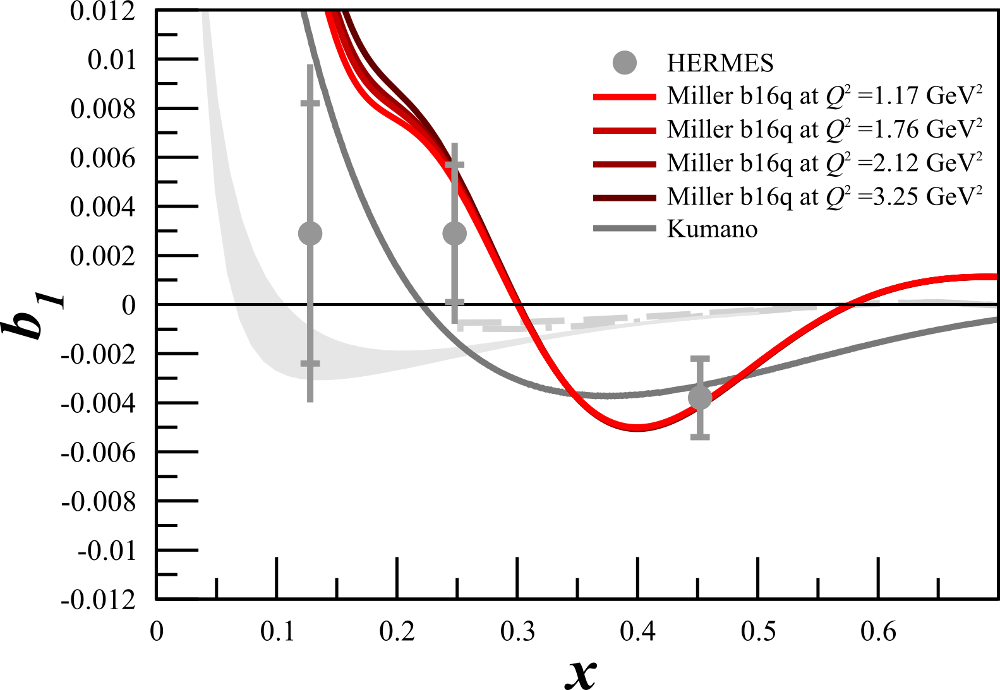 0.012
0.01
0.008
0.006
0.004
0.002
0
-0.002
-0.004
-0.006
-0.008
-0.01
-0.012
b1
HERMES
Miller b16q at Q² =1.17 GeV²
Miller b16q at Q² =1.76 GeV²
Miller b16q at Q² =2.12 GeV²
Miller b16q at Q² =3.25 GeV²
Kumano
0 0.1 0.2 0.3 0.4 0.5 0.6
x